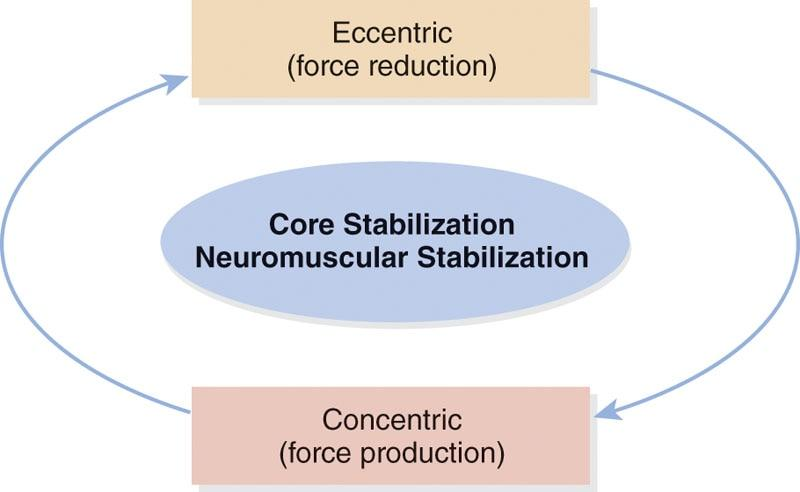 Eccentric
(force reduction)
Core Stabilization
Neuromuscular Stabilization
Concentric
(force production)